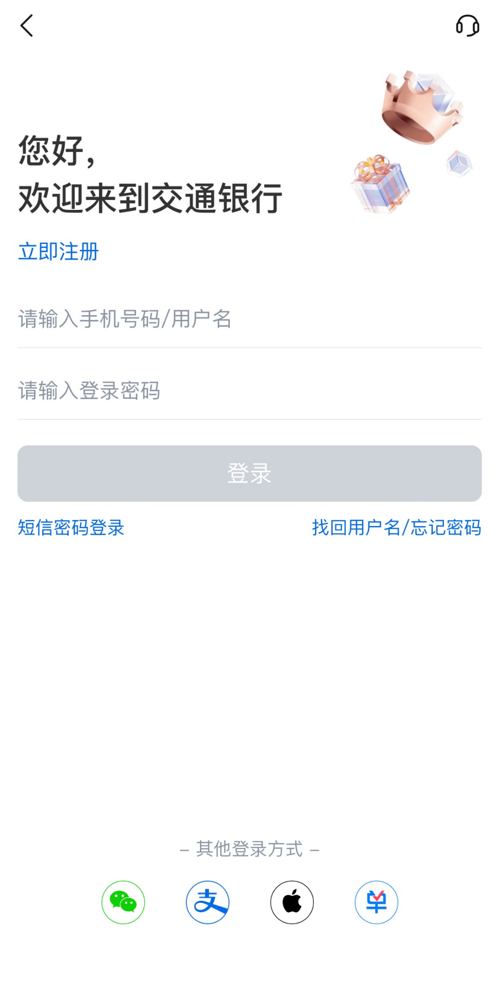 您好，
欢迎来到交通银行
立即注册
请输入手机号码/用户名
请输入登录密码
登录
短信密码登录
找回用户名/忘记密码
– 其他登录方式 –
支
单